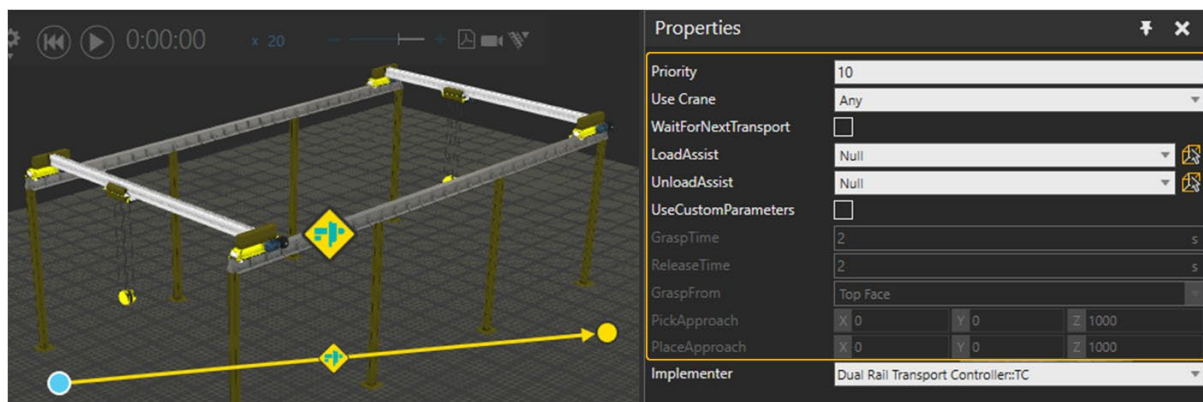 0:00:00 x 20
Properties
Priority 10
Use Crane Any
WaitForNextTransport
LoadAssist Null
UnloadAssist Null
UseCustomParameters
GraspTime 2 s
ReleaseTime 2 s
GraspFrom Top Face
PickApproach X 0 Y 0 Z 1000
PlaceApproach X 0 Y 0 Z 1000
Implementer Dual Rail Transport Controller::TC